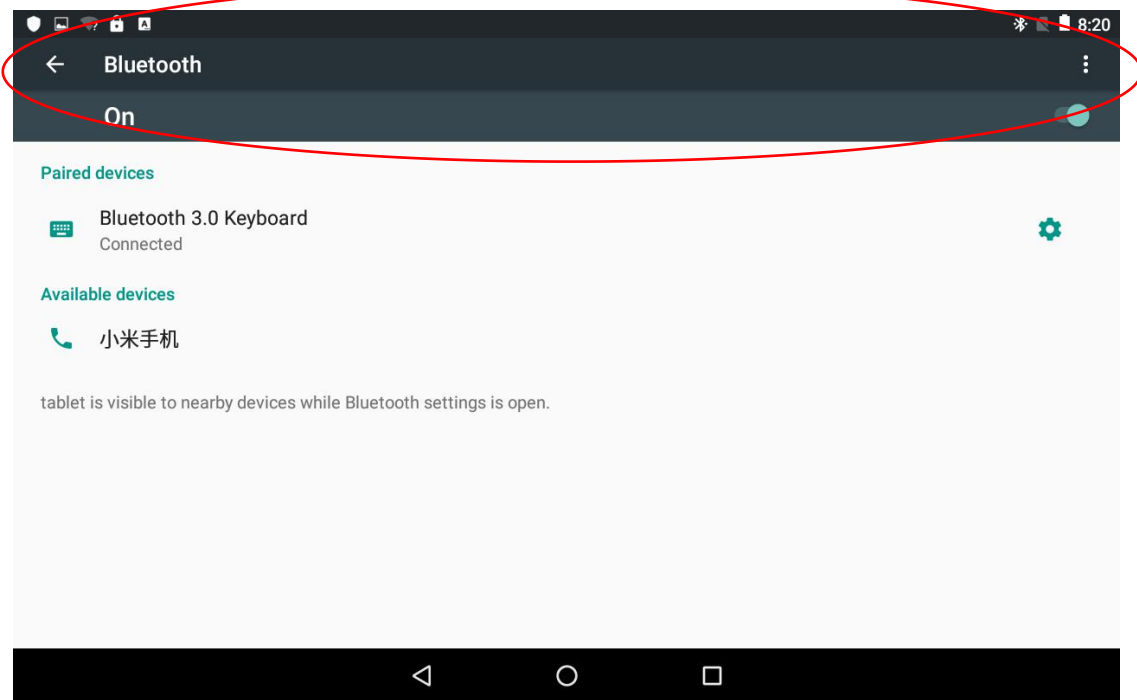 8:20
Bluetooth
On
Paired devices
Bluetooth 3.0 Keyboard
Connected
Available devices
小米手机
tablet is visible to nearby devices while Bluetooth settings is open.